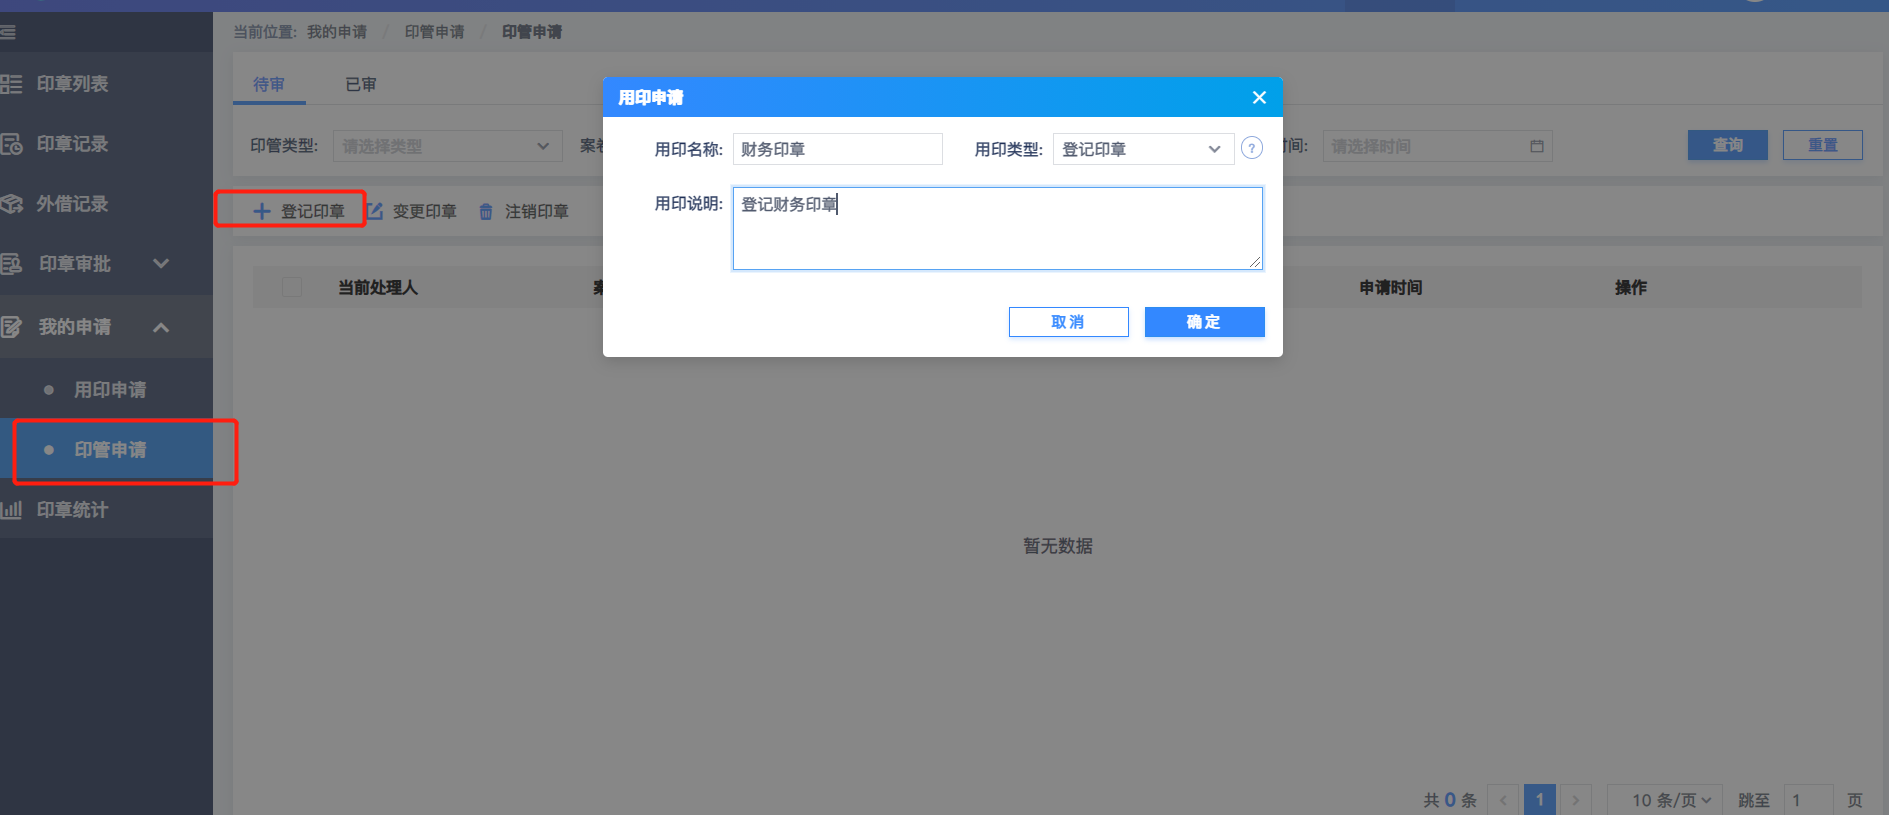 当前位置: 我的申请 / 印管申请 / 印管申请
印章列表
印章记录
外借记录
印章审批
我的申请
用印申请
印管申请
印章统计
待审 已审
印管类型: 请选择类型 时间: 请选择时间 查询 重置
登记印章 变更印章 注销印章
当前处理人 申请时间 操作
暂无数据
共 0 条 < 1 > 10 条/页 跳至 1 页
用印申请
用印名称: 财务印章 用印类型: 登记印章 ?
用印说明: 登记财务印章
取消 确定